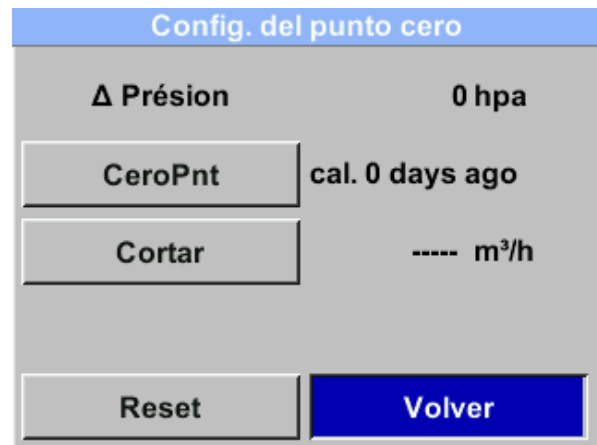 Config. del punto cero
Δ Présion 0 hpa
CeroPnt cal. 0 days ago
Cortar ----- m³/h
Reset Volver